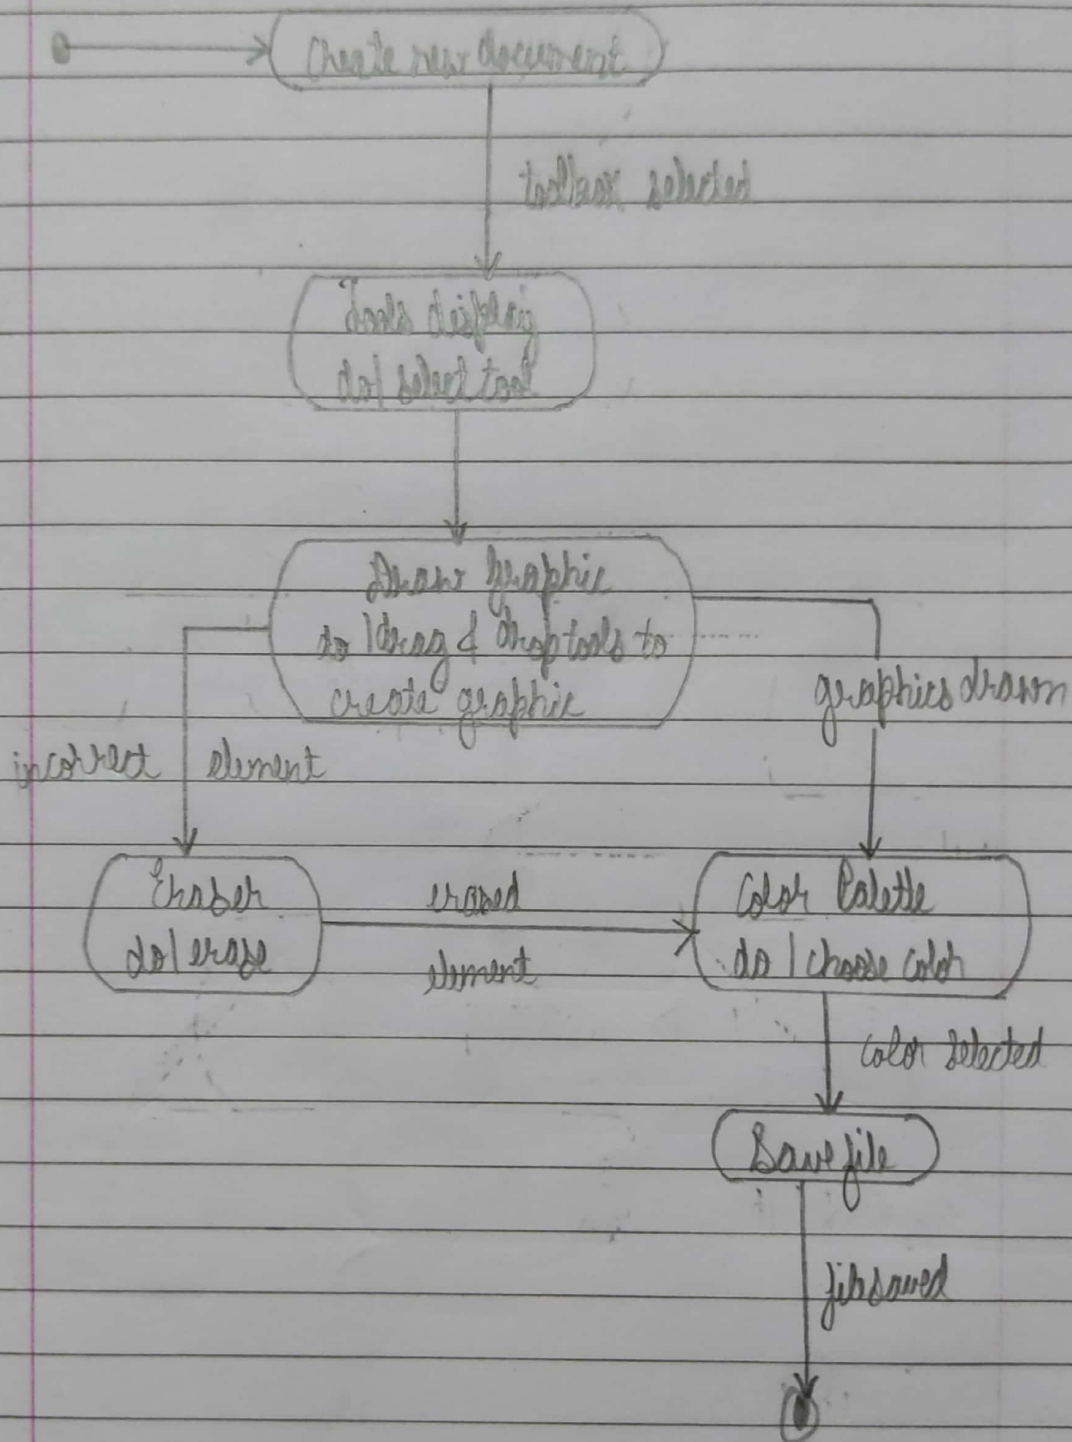 Create new document
toolbox selected
Tools display
do/ select tool
Draw graphic
do / drag & drop tools to
create graphic
graphics drawn
incorrect element
Eraser
do/ erase
erased
element
Color Palette
do / choose color
color selected
Save file
file saved